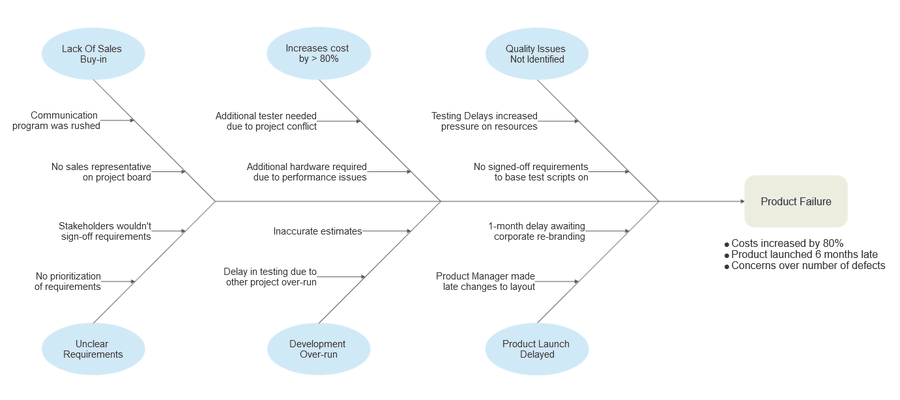 Lack Of Sales
Buy-in
Increases cost
by > 80%
Quality Issues
Not Identified
Communication
program was rushed
Additional tester needed
due to project conflict
Testing Delays increased
pressure on resources
No sales representative
on project board
Additional hardware required
due to performance issues
No signed-off requirements
to base test scripts on
Product Failure
Stakeholders wouldn't
sign-off requirements
Inaccurate estimates
1-month delay awaiting
corporate re-branding
• Costs increased by 80%
• Product launched 6 months late
• Concerns over number of defects
No prioritization
of requirements
Delay in testing due to
other project over-run
Product Manager made
late changes to layout
Unclear
Requirements
Development
Over-run
Product Launch
Delayed